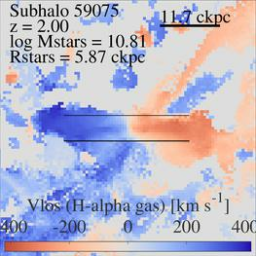 Subhalo 59075
11.7 ckpc
z = 2.00
log Mstars = 10.81
Rstars = 5.87 ckpc
Vlos (H-alpha gas) [km s⁻¹]
400 -200 0 200 400